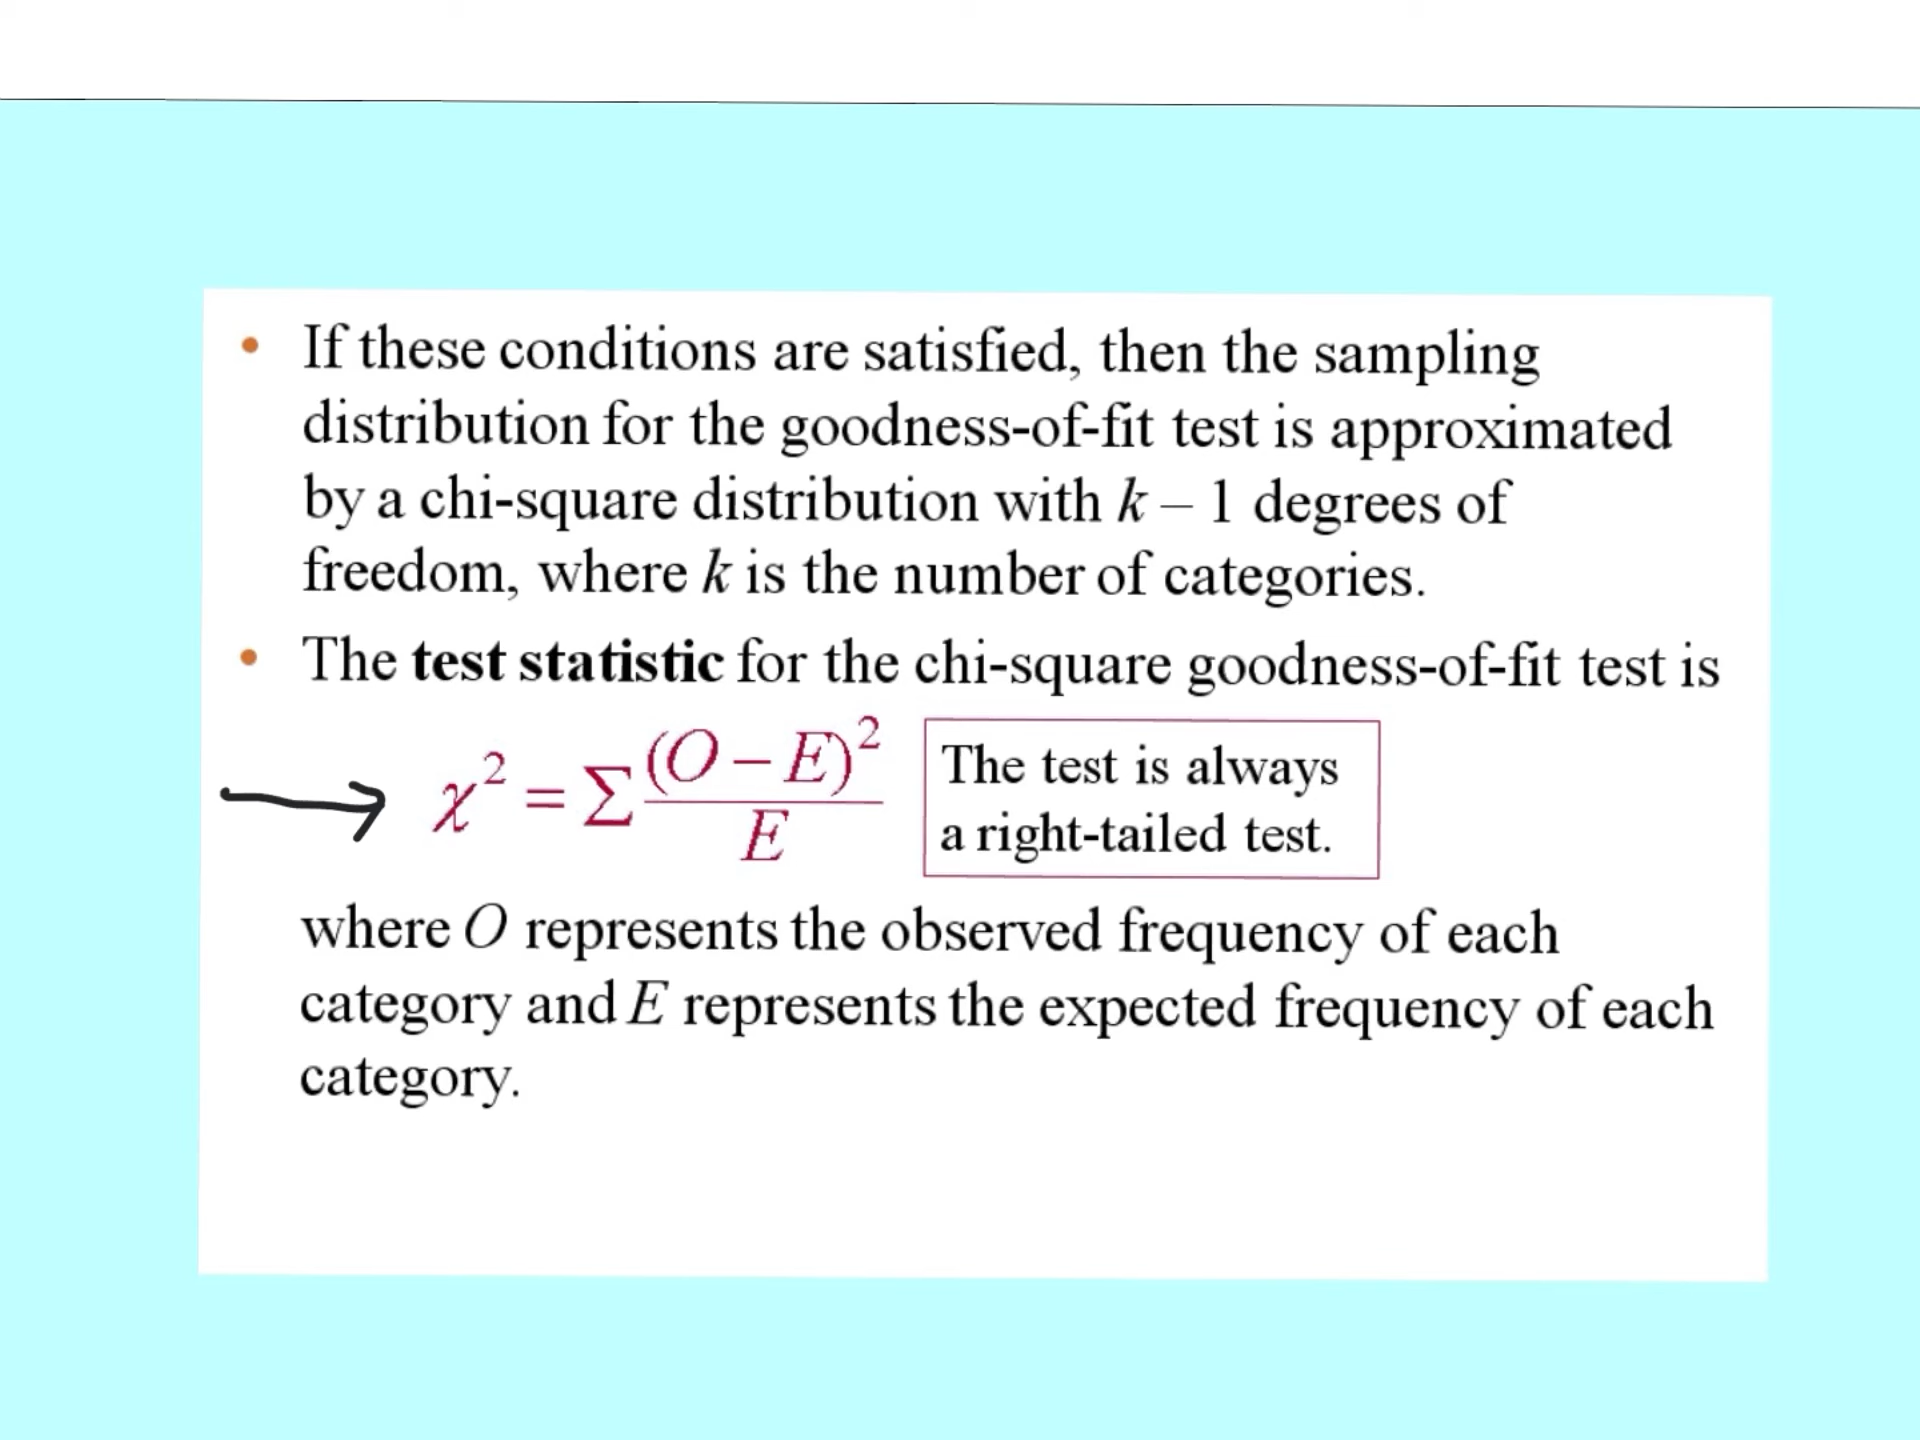 • If these conditions are satisfied, then the sampling
distribution for the goodness-of-fit test is approximated
by a chi-square distribution with k – 1 degrees of
freedom, where k is the number of categories.
• The test statistic for the chi-square goodness-of-fit test is
χ² = Σ (O – E)² / E
The test is always
a right-tailed test.
where O represents the observed frequency of each
category and E represents the expected frequency of each
category.